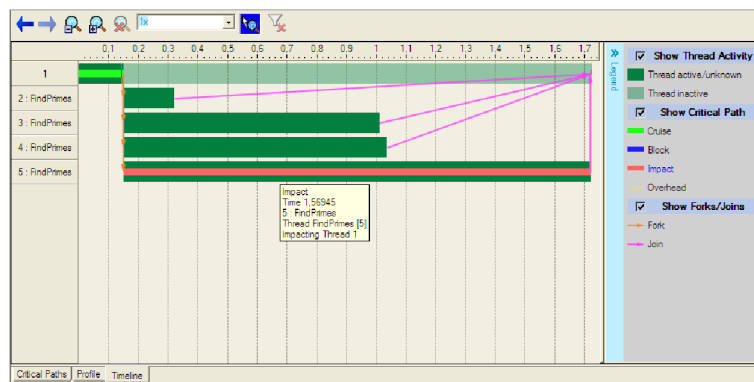 1x
0.1 0.2 0.3 0.4 0.5 0.6 0.7 0.8 0.9 1 1.1 1.2 1.3 1.4 1.5 1.6 1.7
1
2 : FindPrimes
3 : FindPrimes
4 : FindPrimes
5 : FindPrimes
Impact
Time 1,56945
5 : FindPrimes
Thread FindPrimes [5]
Impacting Thread 1
« Legend
Show Thread Activity
Thread active/unknown
Thread inactive
Show Critical Path
Cruise
Block
Impact
Overhead
Show Forks/Joins
Fork
Join
Critical Paths Profile Timeline